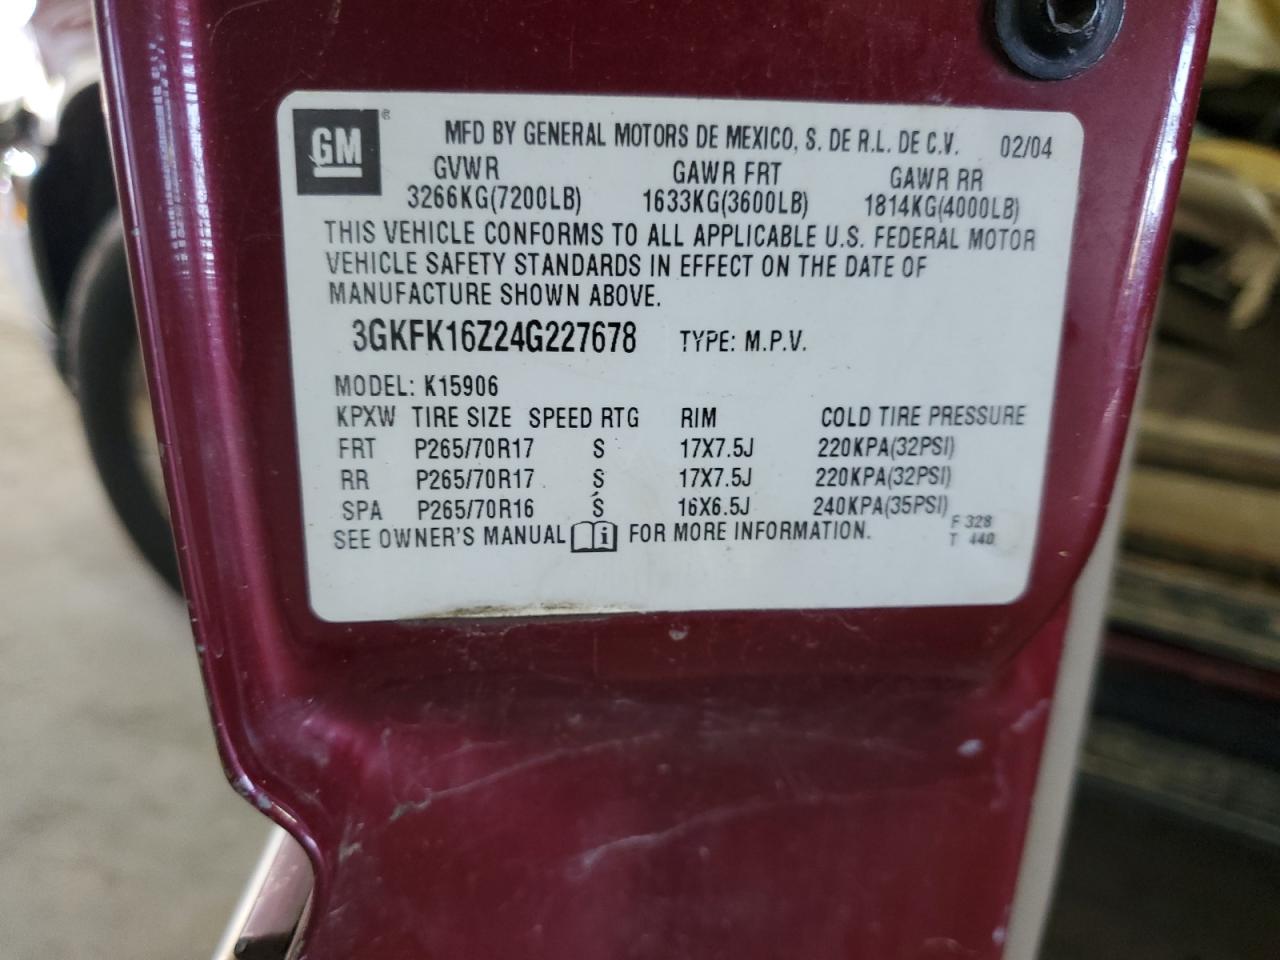 GM ®
MFD BY GENERAL MOTORS DE MEXICO, S. DE R.L. DE C.V. 02/04
GVWR GAWR FRT GAWR RR
3266KG(7200LB) 1633KG(3600LB) 1814KG(4000LB)
THIS VEHICLE CONFORMS TO ALL APPLICABLE U.S. FEDERAL MOTOR
VEHICLE SAFETY STANDARDS IN EFFECT ON THE DATE OF
MANUFACTURE SHOWN ABOVE.
3GKFK16Z24G227678 TYPE: M.P.V.
MODEL: K15906
KPXW TIRE SIZE SPEED RTG RIM COLD TIRE PRESSURE
FRT P265/70R17 S 17X7.5J 220KPA(32PSI)
RR P265/70R17 S 17X7.5J 220KPA(32PSI)
SPA P265/70R16 S 16X6.5J 240KPA(35PSI)
SEE OWNER'S MANUAL i FOR MORE INFORMATION.
F 328
T 440